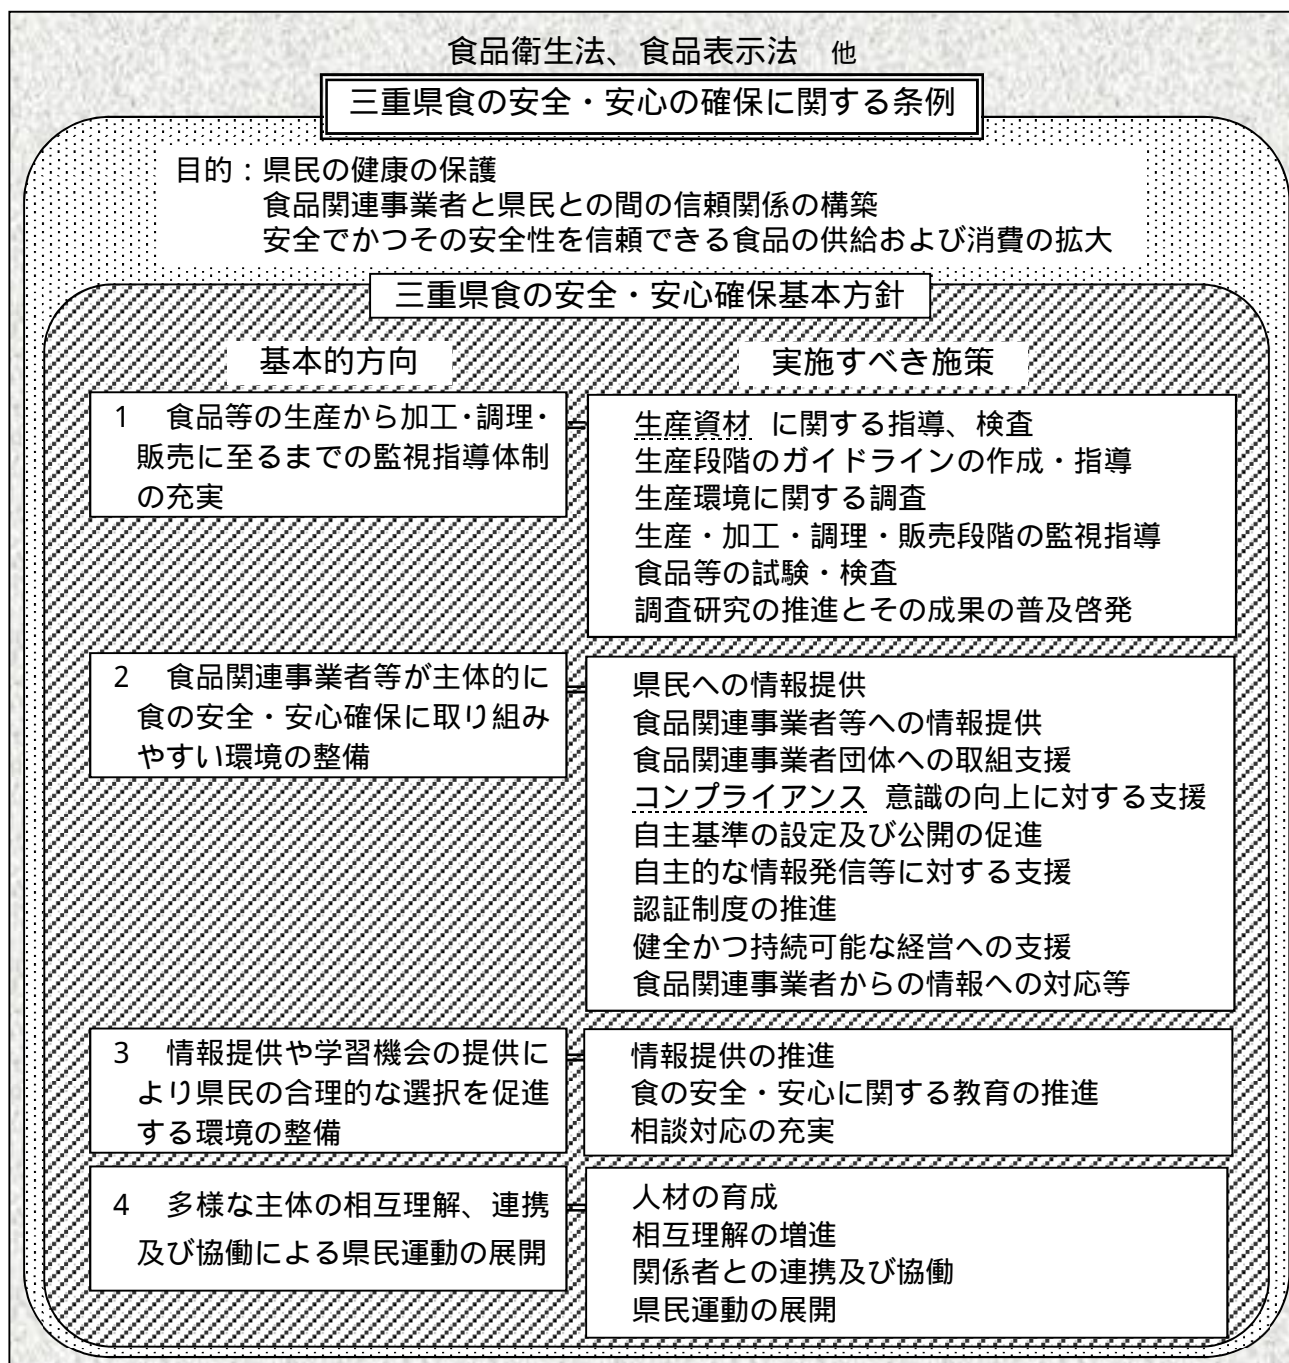 食品衛生法、食品表示法 他
三重県食の安全・安心の確保に関する条例
目的：県民の健康の保護
食品関連事業者と県民との間の信頼関係の構築
安全でかつその安全性を信頼できる食品の供給および消費の拡大
三重県食の安全・安心確保基本方針
基本的方向
実施すべき施策
1 食品等の生産から加工・調理・
販売に至るまでの監視指導体制
の充実
生産資材 に関する指導、検査
生産段階のガイドラインの作成・指導
生産環境に関する調査
生産・加工・調理・販売段階の監視指導
食品等の試験・検査
調査研究の推進とその成果の普及啓発
2 食品関連事業者等が主体的に
食の安全・安心確保に取り組み
やすい環境の整備
県民への情報提供
食品関連事業者等への情報提供
食品関連事業者団体への取組支援
コンプライアンス 意識の向上に対する支援
自主基準の設定及び公開の促進
自主的な情報発信等に対する支援
認証制度の推進
健全かつ持続可能な経営への支援
食品関連事業者からの情報への対応等
3 情報提供や学習機会の提供に
より県民の合理的な選択を促進
する環境の整備
情報提供の推進
食の安全・安心に関する教育の推進
相談対応の充実
4 多様な主体の相互理解、連携
及び協働による県民運動の展開
人材の育成
相互理解の増進
関係者との連携及び協働
県民運動の展開